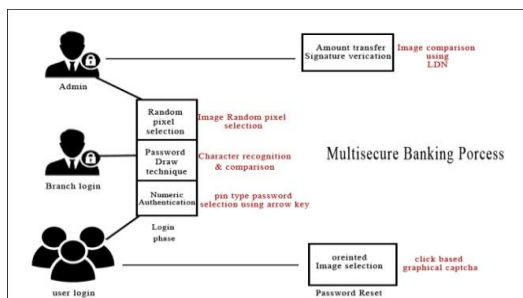 Amount transfer
Signature verication
Image comparison
using
LDN
Admin
Random
pixel
selection
Image Random pixel
selection
Password
Draw
technique
Character recognition
& comparison
Multisecure Banking Porcess
Branch login
Numeric
Authentication
pin type password
selection using arrow key
Login
phase
oreinted
Image selection
click based
graphical captcha
user login
Password Reset